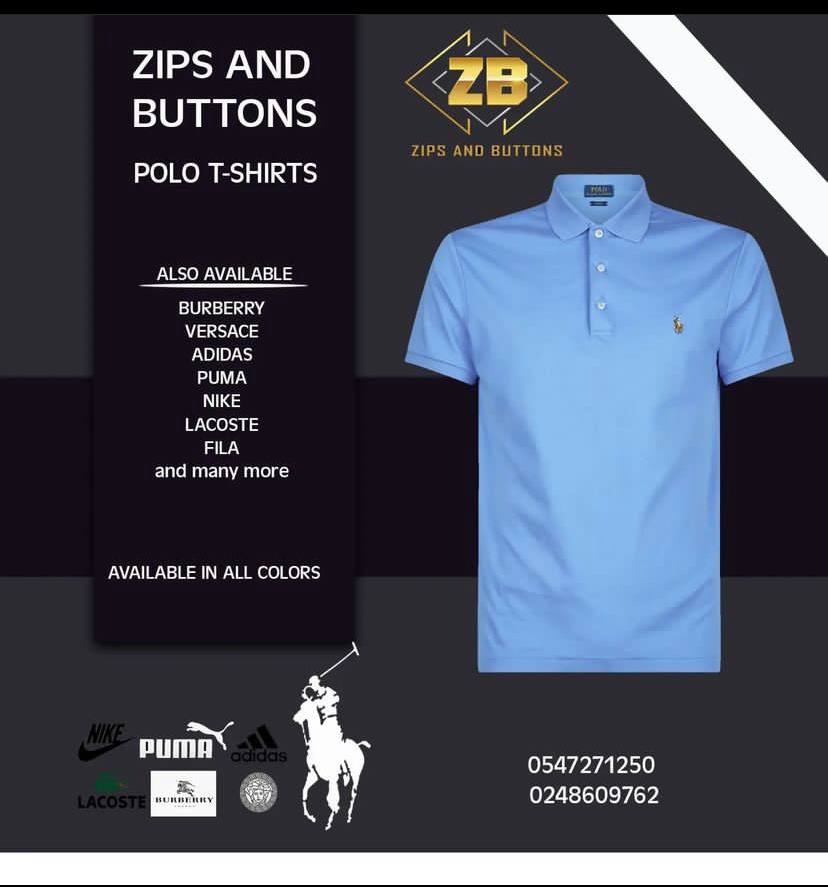 ZIPS AND
BUTTONS
POLO T-SHIRTS
ALSO AVAILABLE
BURBERRY
VERSACE
ADIDAS
PUMA
NIKE
LACOSTE
FILA
and many more
AVAILABLE IN ALL COLORS
ZB
ZIPS AND BUTTONS
POLO
NIKE
PUMA
adidas
LACOSTE
BURBERRY
0547271250
0248609762